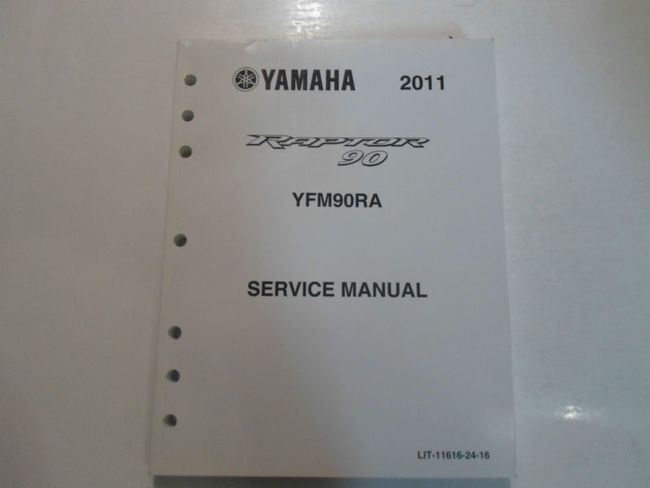 YAMAHA 2011
RAPTOR
90
YFM90RA
SERVICE MANUAL
LIT-11616-24-16